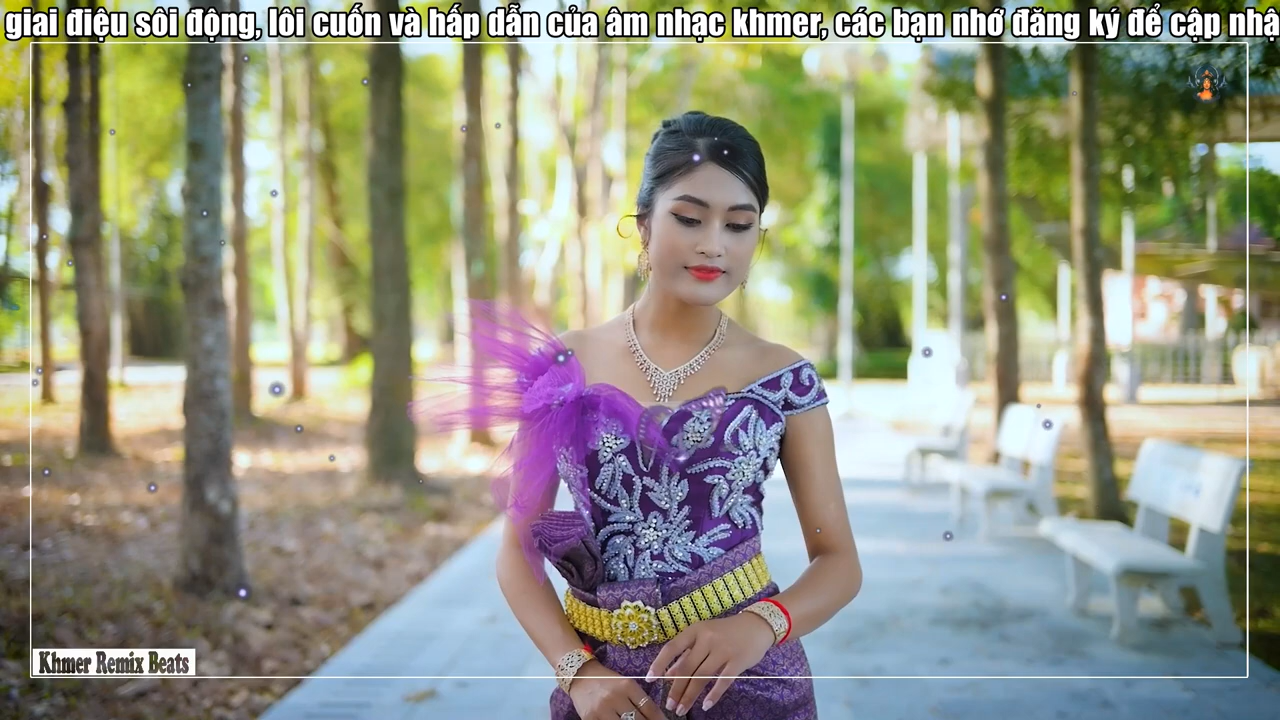 giai điệu sôi động, lôi cuốn và hấp dẫn của âm nhạc khmer, các bạn nhớ đăng ký để cập nhậ
Khmer Remix Beats